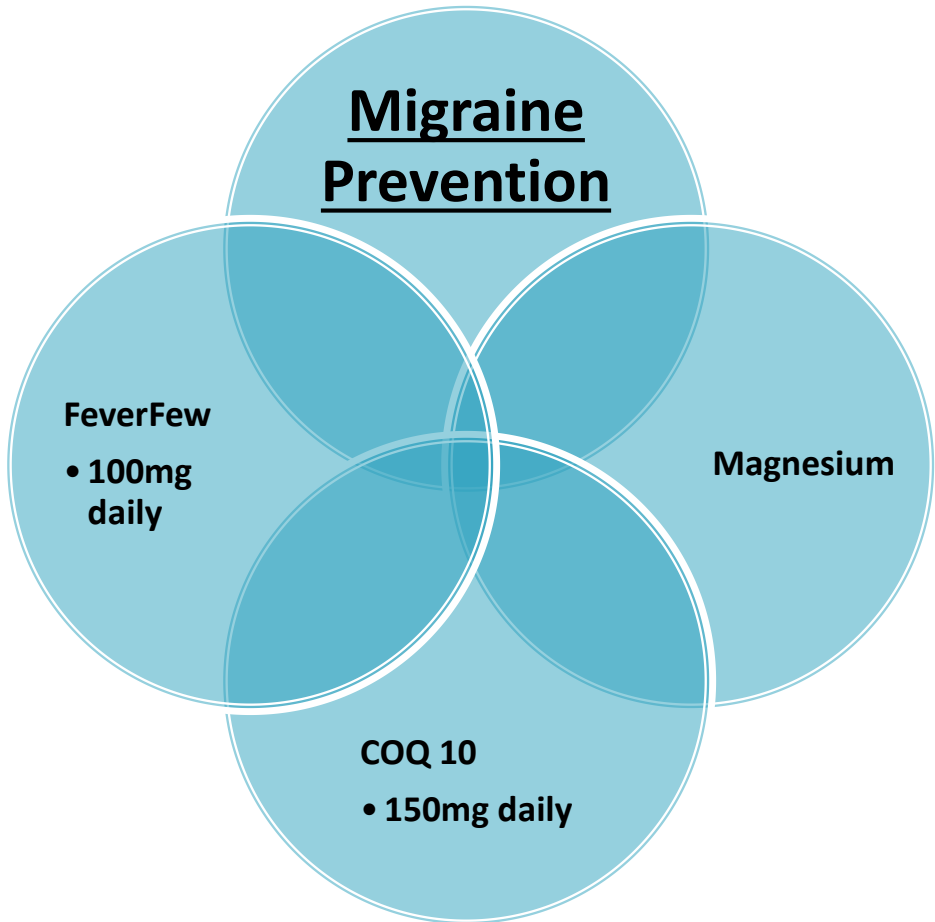 Migraine
Prevention
FeverFew
• 100mg
daily
Magnesium
COQ 10
• 150mg daily